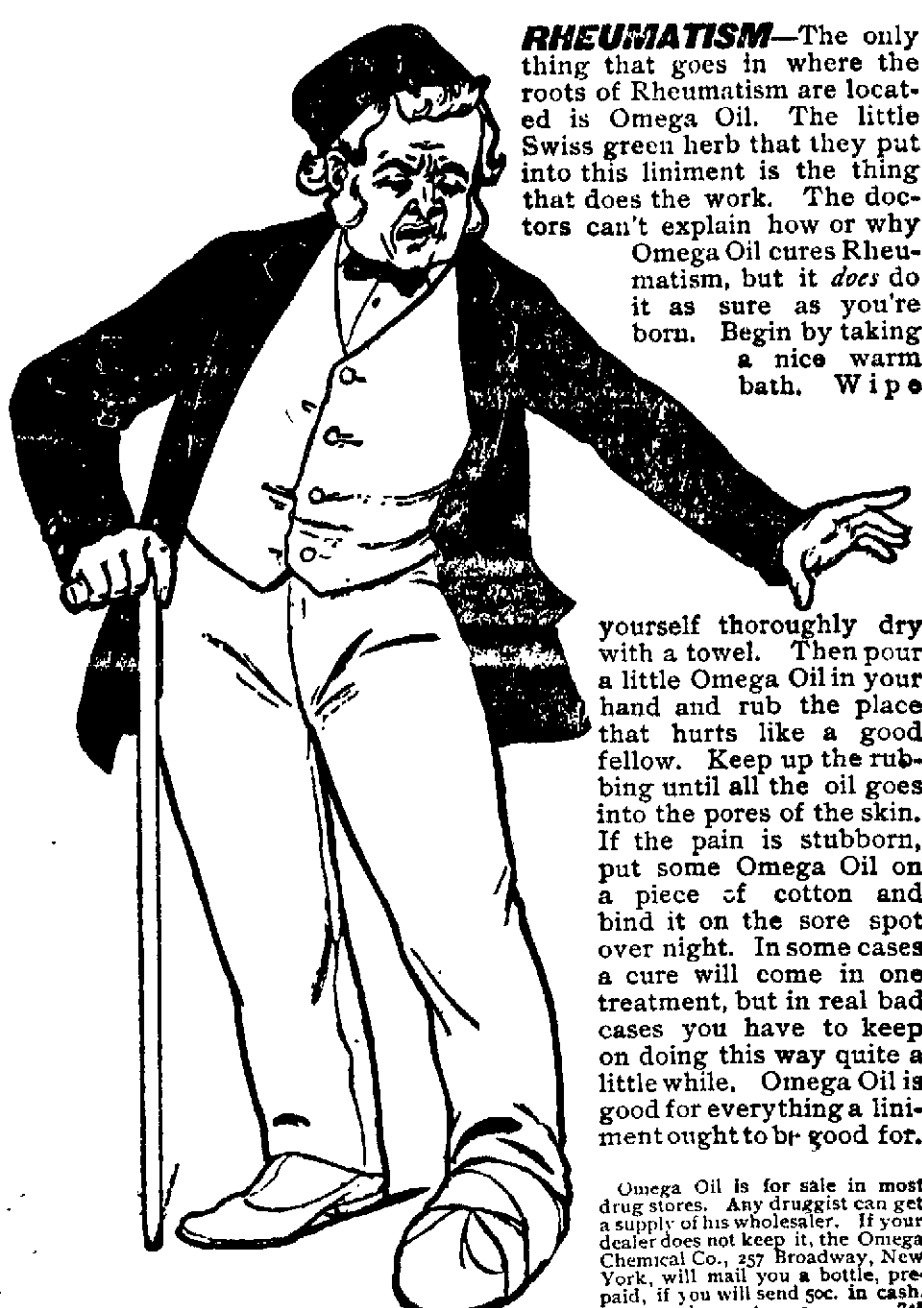 RHEUMATISM—The only
thing that goes in where the
roots of Rheumatism are locat-
ed is Omega Oil. The little
Swiss green herb that they put
into this liniment is the thing
that does the work. The doc-
tors can't explain how or why
Omega Oil cures Rheu-
matism, but it does do
it as sure as you're
born. Begin by taking
a nice warm
bath. Wipe
yourself thoroughly dry
with a towel. Then pour
a little Omega Oil in your
hand and rub the place
that hurts like a good
fellow. Keep up the rub-
bing until all the oil goes
into the pores of the skin.
If the pain is stubborn,
put some Omega Oil on
a piece of cotton and
bind it on the sore spot
over night. In some cases
a cure will come in one
treatment, but in real bad
cases you have to keep
on doing this way quite a
little while. Omega Oil is
good for everything a lini-
ment ought to be good for.
Omega Oil is for sale in most
drug stores. Any druggist can get
a supply of his wholesaler. If your
dealer does not keep it, the Omega
Chemical Co., 257 Broadway, New
York, will mail you a bottle, pre-
paid, if you will send 50c. in cash,